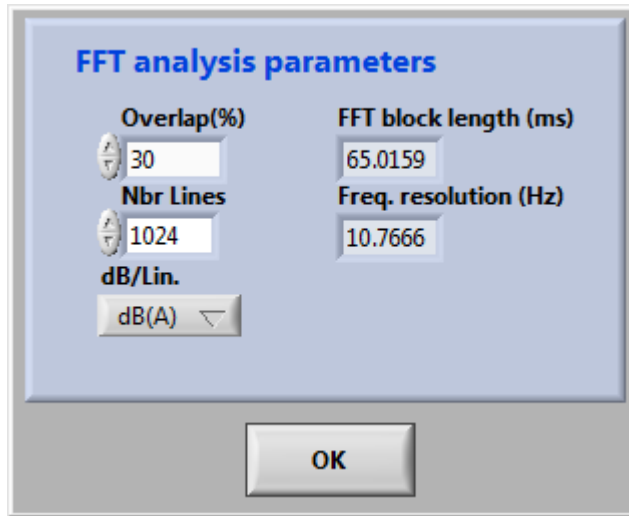 FFT analysis parameters
Overlap(%)
30
FFT block length (ms)
65.0159
Nbr Lines
1024
Freq. resolution (Hz)
10.7666
dB/Lin.
dB(A)
OK